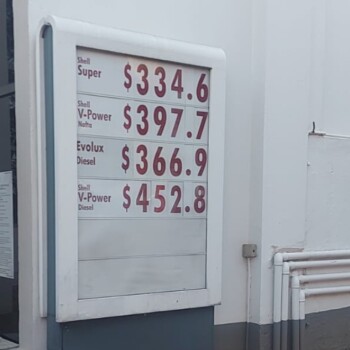 Shell
Super $334.6
Shell
V-Power $397.7
Nafta
Evolux $366.9
Diesel
Shell
V-Power $452.8
Diesel